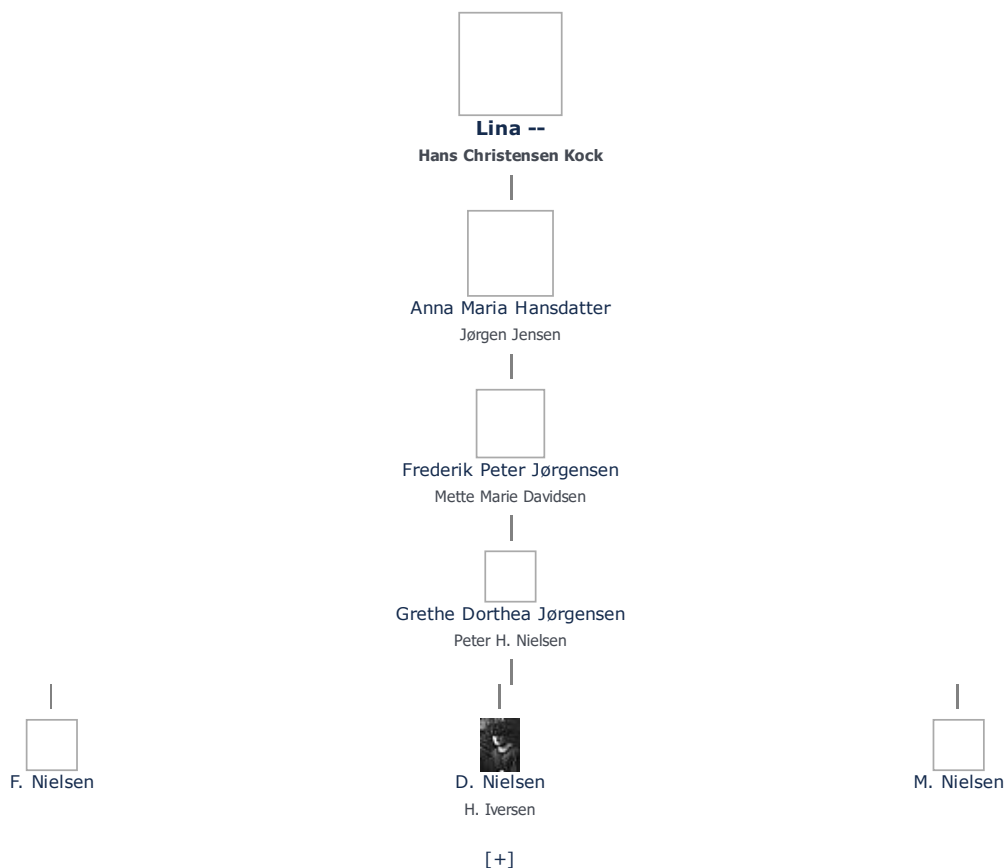 Lina --
Hans Christensen Kock
Anna Maria Hansdatter
Jørgen Jensen
Frederik Peter Jørgensen
Mette Marie Davidsen
Grethe Dorthea Jørgensen
Peter H. Nielsen
F. Nielsen
D. Nielsen
M. Nielsen
H. Iversen
[+]